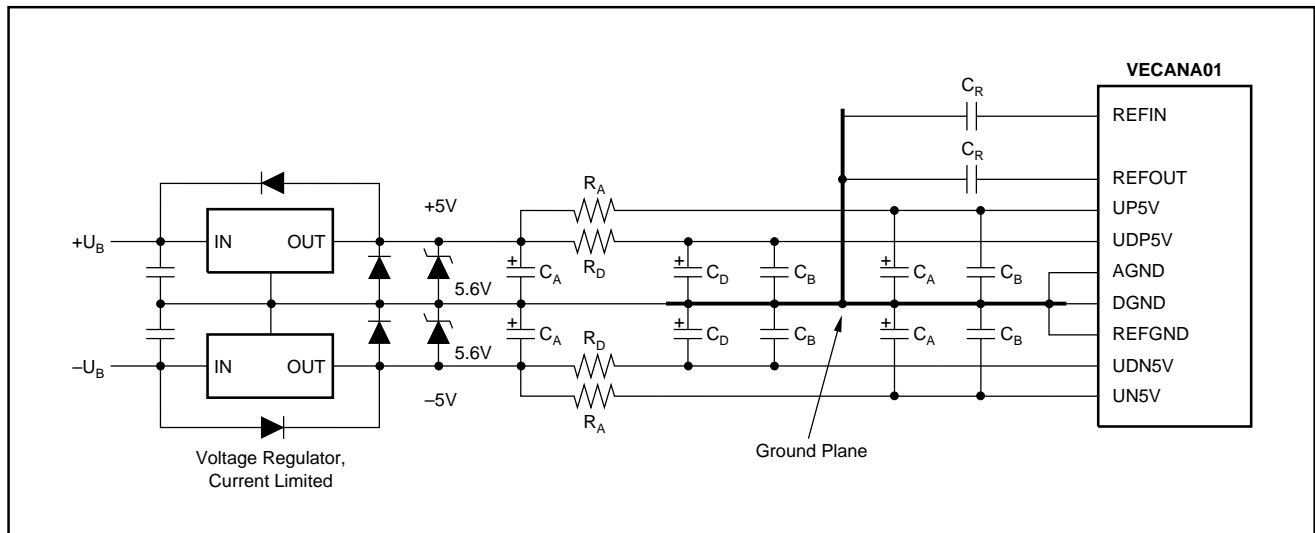 VECANA01
C_R
REFIN
C_R
REFOUT
R_A
UP5V
+5V
+U_B
IN OUT
R_D
UDP5V
+ C_A
+ C_D
C_B
+ C_A
C_B
AGND
5.6V
DGND
+ C_A
+ C_D
C_B
+ C_A
C_B
REFGND
5.6V
R_D
–U_B
IN OUT
UDN5V
–5V
R_A
UN5V
Ground Plane
Voltage Regulator,
Current Limited